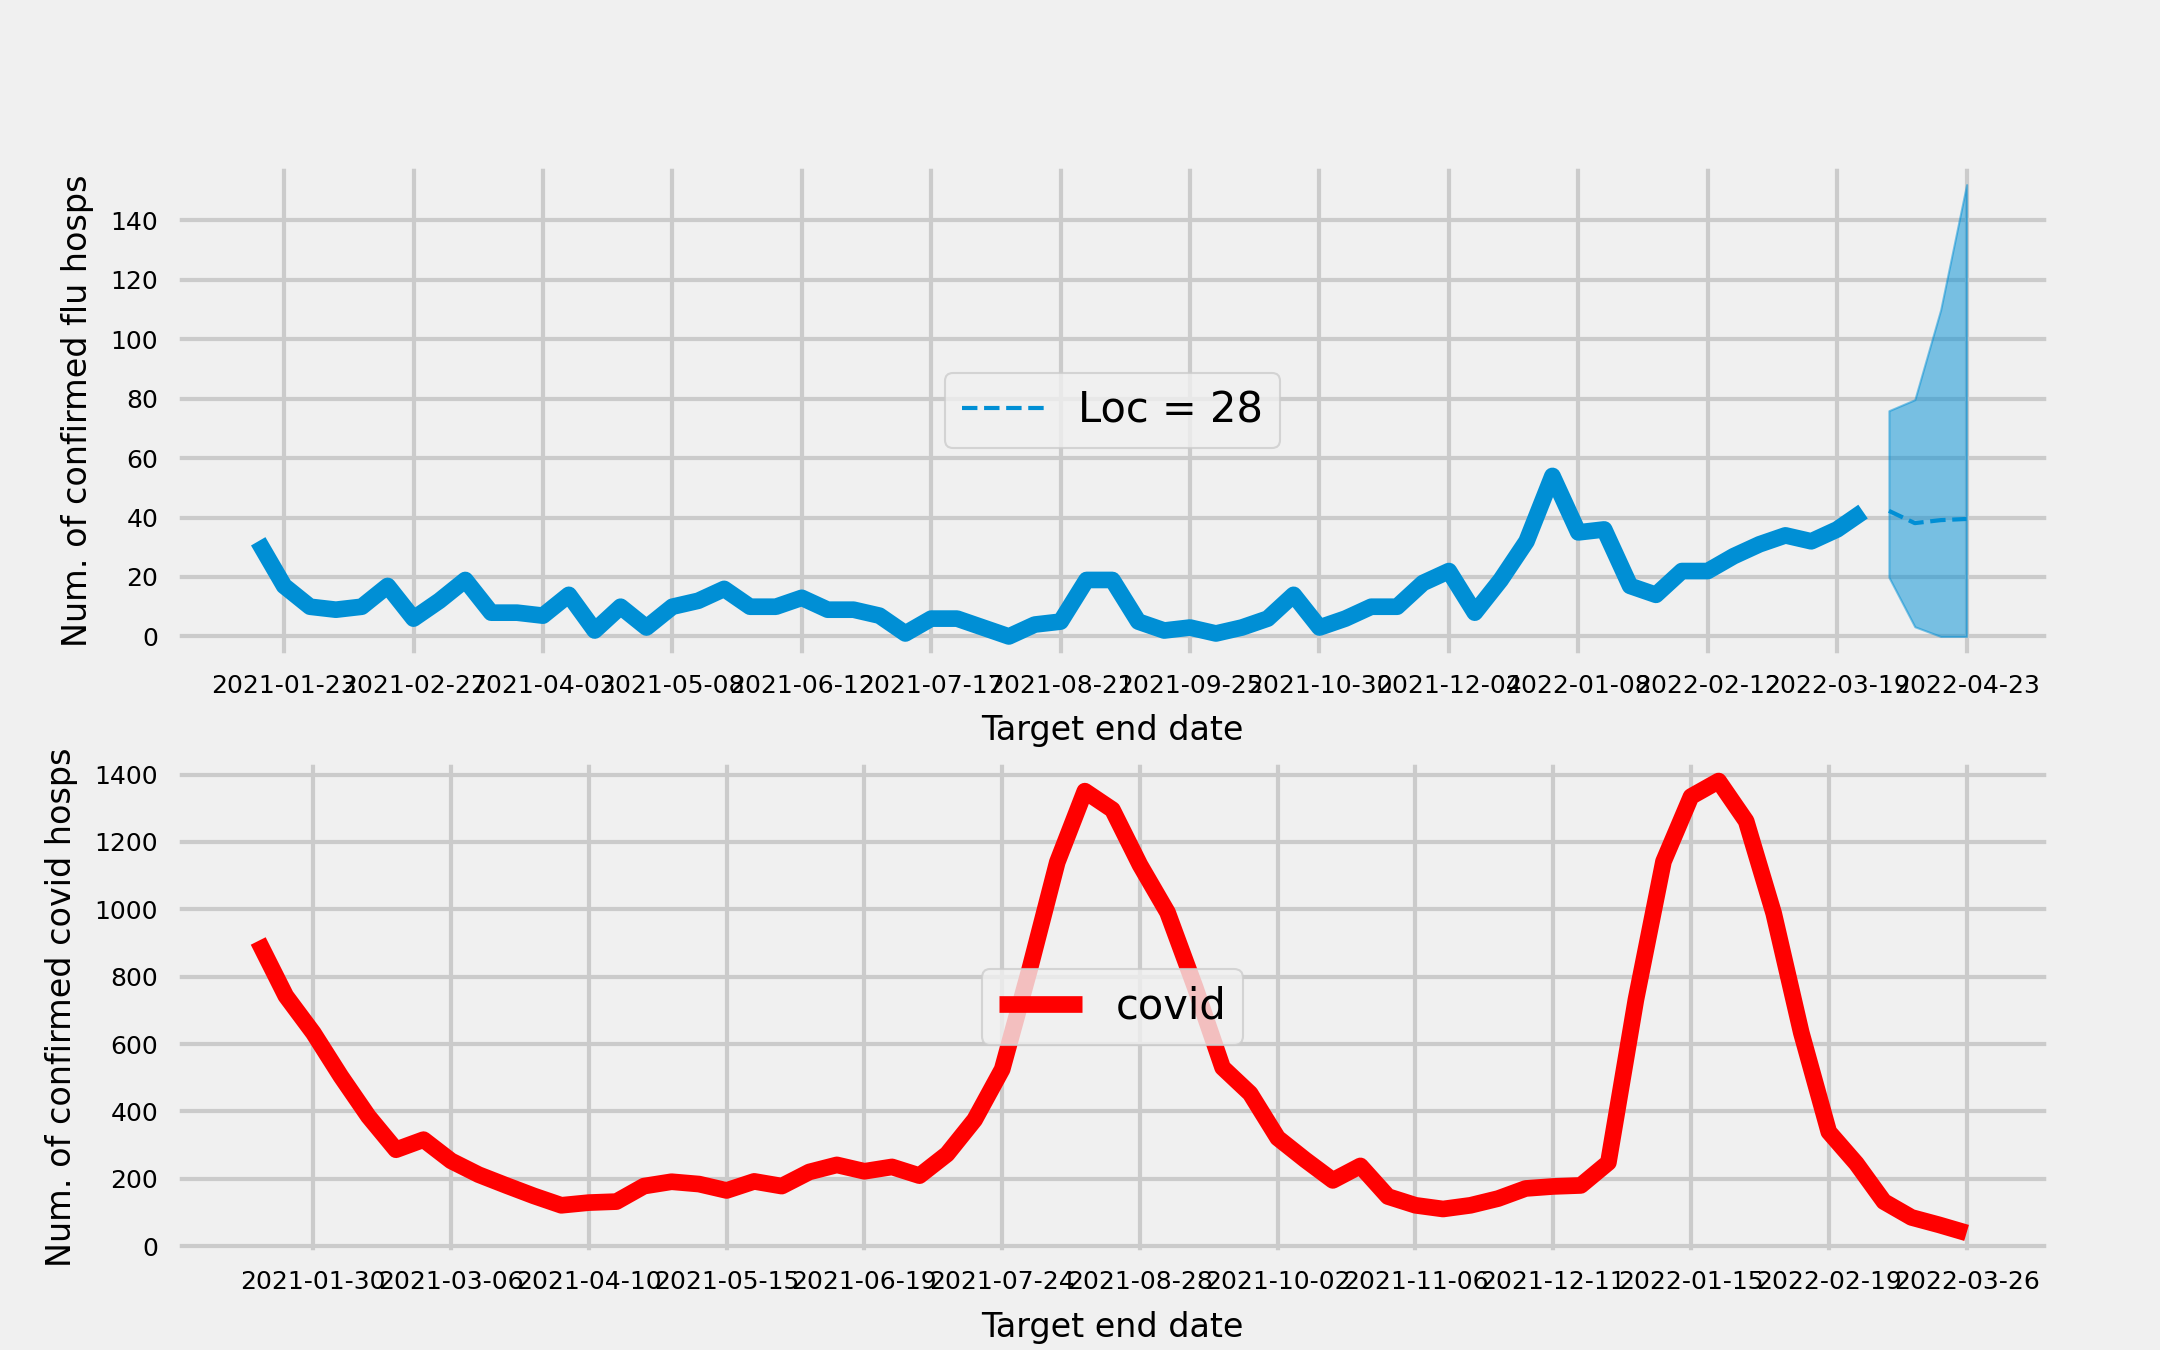 Num. of confirmed flu hosps
140
120
100
80
60
40
20
0
Loc = 28
2021-01-23 2021-02-27 2021-04-03 2021-05-08 2021-06-12 2021-07-17 2021-08-21 2021-09-25 2021-10-30 2021-12-04 2022-01-08 2022-02-12 2022-03-19 2022-04-23
Target end date
Num. of confirmed covid hosps
1400
1200
1000
800
600
400
200
0
covid
2021-01-30 2021-03-06 2021-04-10 2021-05-15 2021-06-19 2021-07-24 2021-08-28 2021-10-02 2021-11-06 2021-12-11 2022-01-15 2022-02-19 2022-03-26
Target end date